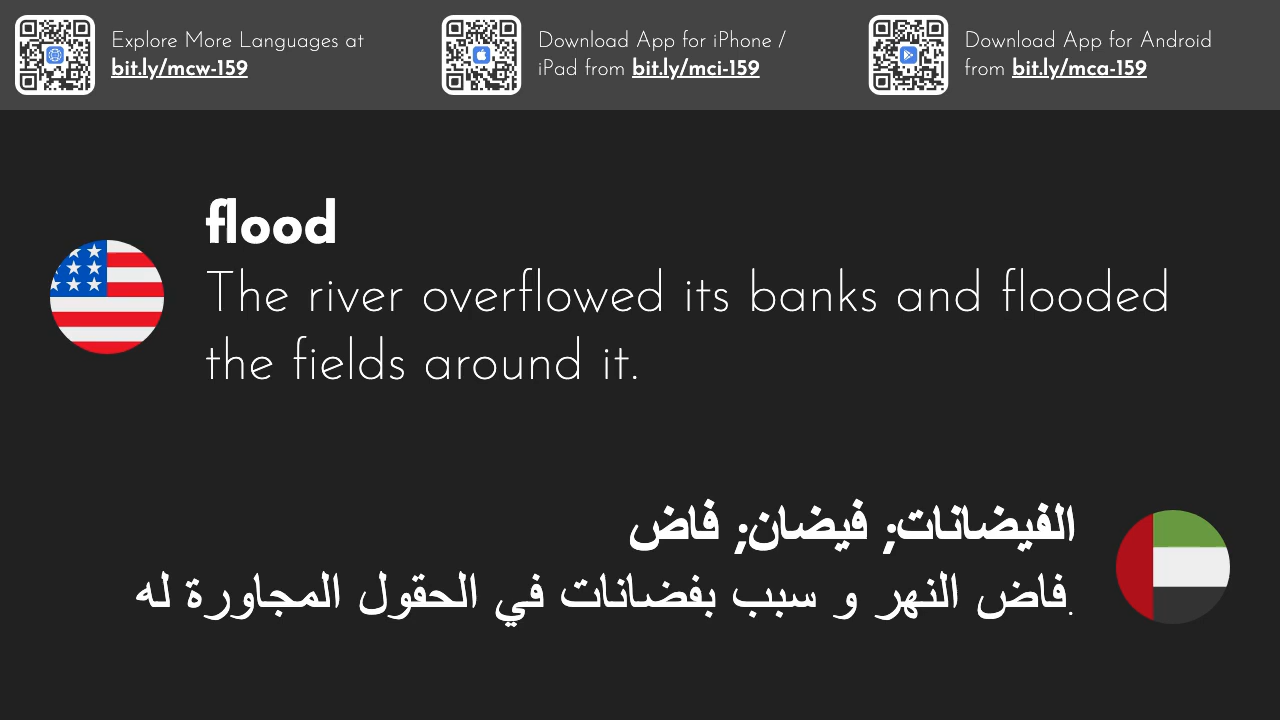 Explore More Languages at
bit.ly/mcw-159
Download App for iPhone /
iPad from bit.ly/mci-159
Download App for Android
from bit.ly/mca-159
flood
The river overflowed its banks and flooded
the fields around it.
الفيضانات; فيضان; فاض
فاض النهر و سبب بفضانات في الحقول المجاورة له.